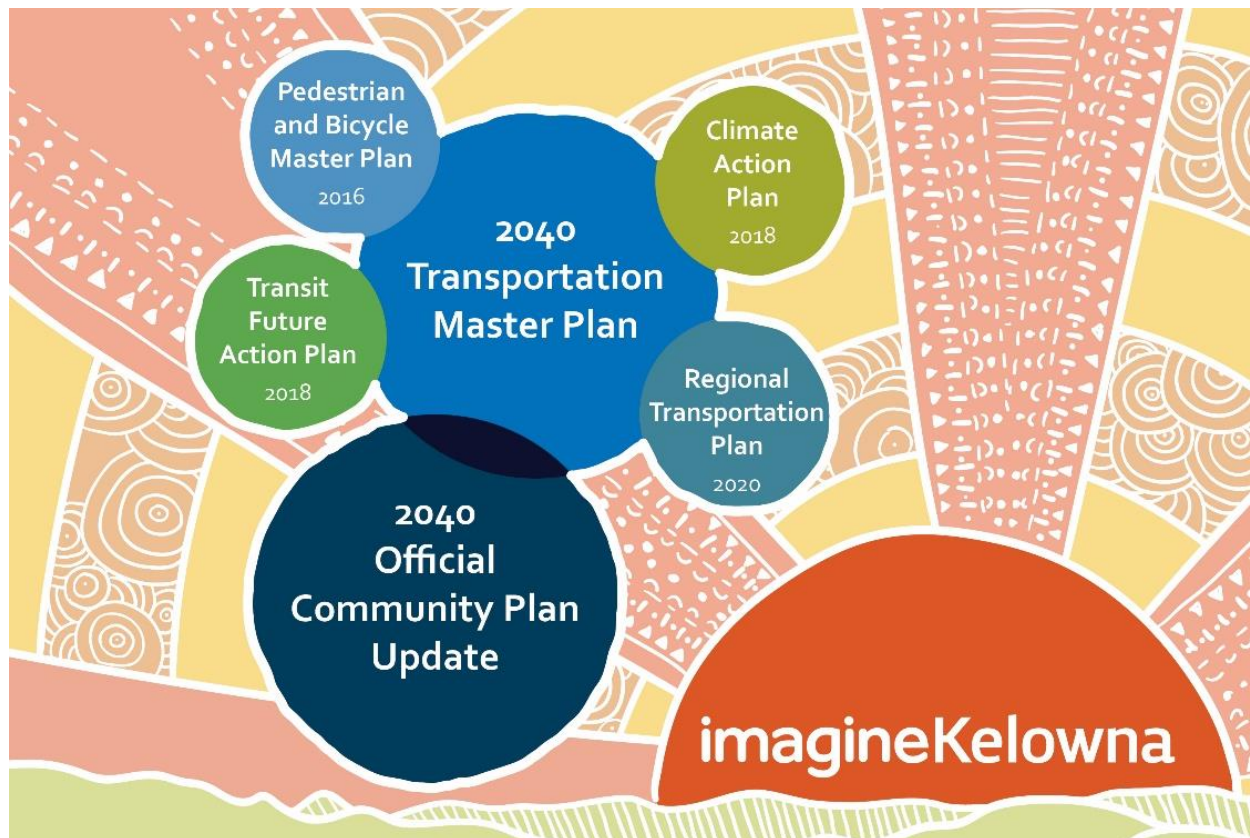 Pedestrian
and Bicycle
Master Plan
2016
Climate
Action
Plan
2018
2040
Transportation
Master Plan
Transit
Future
Action Plan
2018
Regional
Transportation
Plan
2020
2040
Official
Community Plan
Update
imagineKelowna